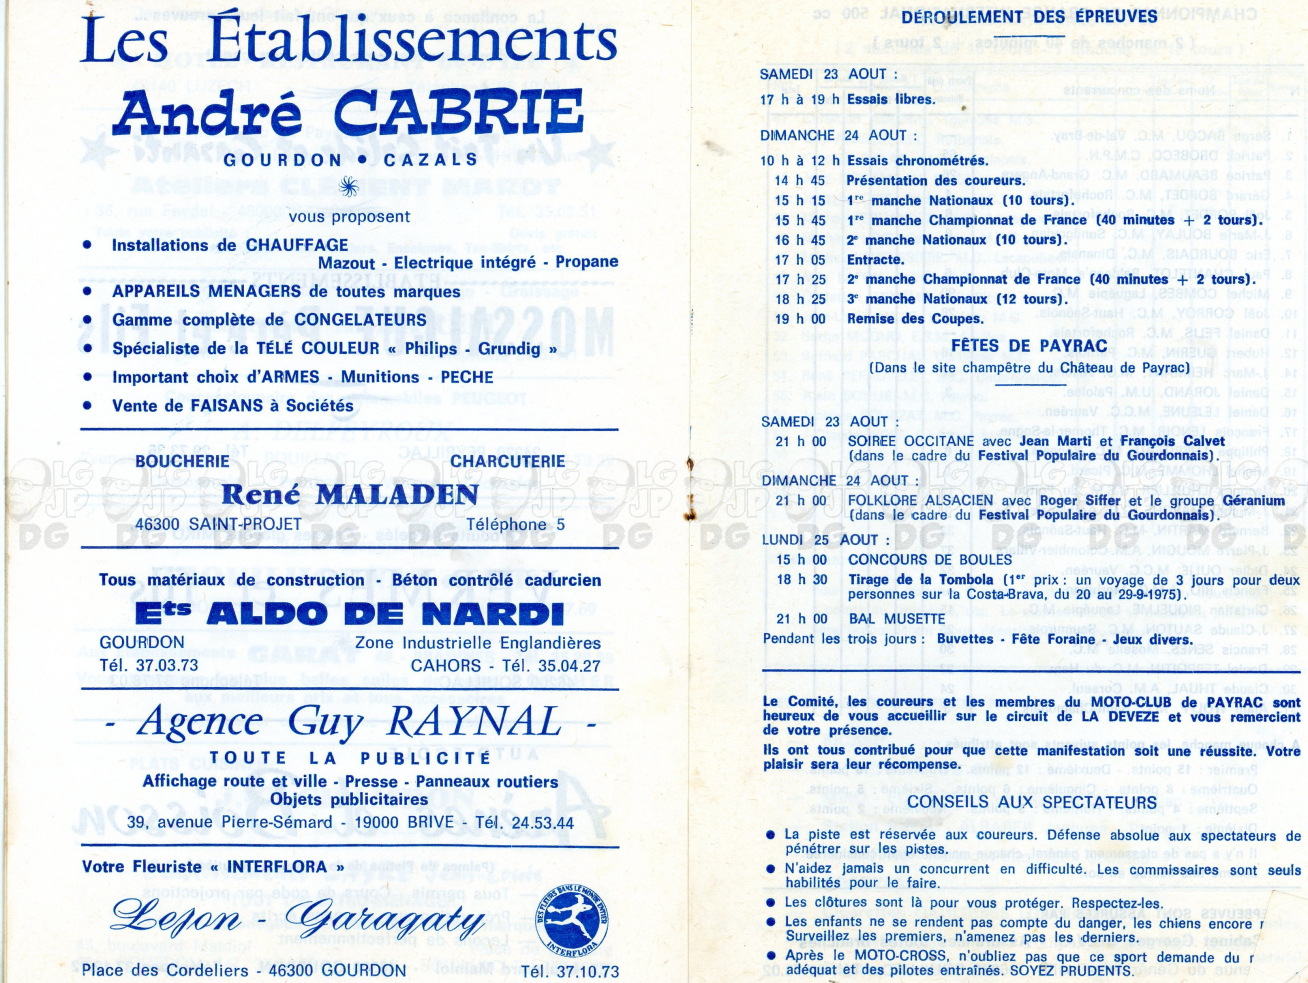 Les Établissements
André CABRIE
GOURDON • CAZALS
vous proposent
• Installations de CHAUFFAGE
Mazout - Electrique intégré - Propane
• APPAREILS MENAGERS de toutes marques
• Gamme complète de CONGELATEURS
• Spécialiste de la TÉLÉ COULEUR « Philips - Grundig »
• Important choix d'ARMES - Munitions - PECHE
• Vente de FAISANS à Sociétés
BOUCHERIE CHARCUTERIE
René MALADEN
46300 SAINT-PROJET Téléphone 5
Tous matériaux de construction - Béton contrôlé cadurcien
Ets ALDO DE NARDI
GOURDON Zone Industrielle Englandières
Tél. 37.03.73 CAHORS - Tél. 35.04.27
- Agence Guy RAYNAL -
TOUTE LA PUBLICITÉ
Affichage route et ville - Presse - Panneaux routiers
Objets publicitaires
39, avenue Pierre-Sémard - 19000 BRIVE - Tél. 24.53.44
Votre Fleuriste « INTERFLORA »
Lejon - Garagaty
DES FLEURS DANS LE MONDE ENTIER
INTERFLORA
Place des Cordeliers - 46300 GOURDON Tél. 37.10.73
DÉROULEMENT DES ÉPREUVES
SAMEDI 23 AOUT :
17 h à 19 h Essais libres.
DIMANCHE 24 AOUT :
10 h à 12 h Essais chronométrés.
14 h 45 Présentation des coureurs.
15 h 15 1re manche Nationaux (10 tours).
15 h 45 1re manche Championnat de France (40 minutes + 2 tours).
16 h 45 2e manche Nationaux (10 tours).
17 h 05 Entracte.
17 h 25 2e manche Championnat de France (40 minutes + 2 tours).
18 h 25 3e manche Nationaux (12 tours).
19 h 00 Remise des Coupes.
FÊTES DE PAYRAC
(Dans le site champêtre du Château de Payrac)
SAMEDI 23 AOUT :
21 h 00 SOIREE OCCITANE avec Jean Marti et François Calvet
(dans le cadre du Festival Populaire du Gourdonnais).
DIMANCHE 24 AOUT :
21 h 00 FOLKLORE ALSACIEN avec Roger Siffer et le groupe Géranium
(dans le cadre du Festival Populaire du Gourdonnais).
LUNDI 25 AOUT :
15 h 00 CONCOURS DE BOULES
18 h 30 Tirage de la Tombola (1er prix : un voyage de 3 jours pour deux
personnes sur la Costa-Brava, du 20 au 29-9-1975).
21 h 00 BAL MUSETTE
Pendant les trois jours : Buvettes - Fête Foraine - Jeux divers.
Le Comité, les coureurs et les membres du MOTO-CLUB de PAYRAC sont
heureux de vous accueillir sur le circuit de LA DEVEZE et vous remercient
de votre présence.
Ils ont tous contribué pour que cette manifestation soit une réussite. Votre
plaisir sera leur récompense.
CONSEILS AUX SPECTATEURS
• La piste est réservée aux coureurs. Défense absolue aux spectateurs de
pénétrer sur les pistes.
• N'aidez jamais un concurrent en difficulté. Les commissaires sont seuls
habilités pour le faire.
• Les clôtures sont là pour vous protéger. Respectez-les.
• Les enfants ne se rendent pas compte du danger, les chiens encore
Surveillez les premiers, n'amenez pas les derniers.
• Après le MOTO-CROSS, n'oubliez pas que ce sport demande du
adéquat et des pilotes entraînés. SOYEZ PRUDENTS.